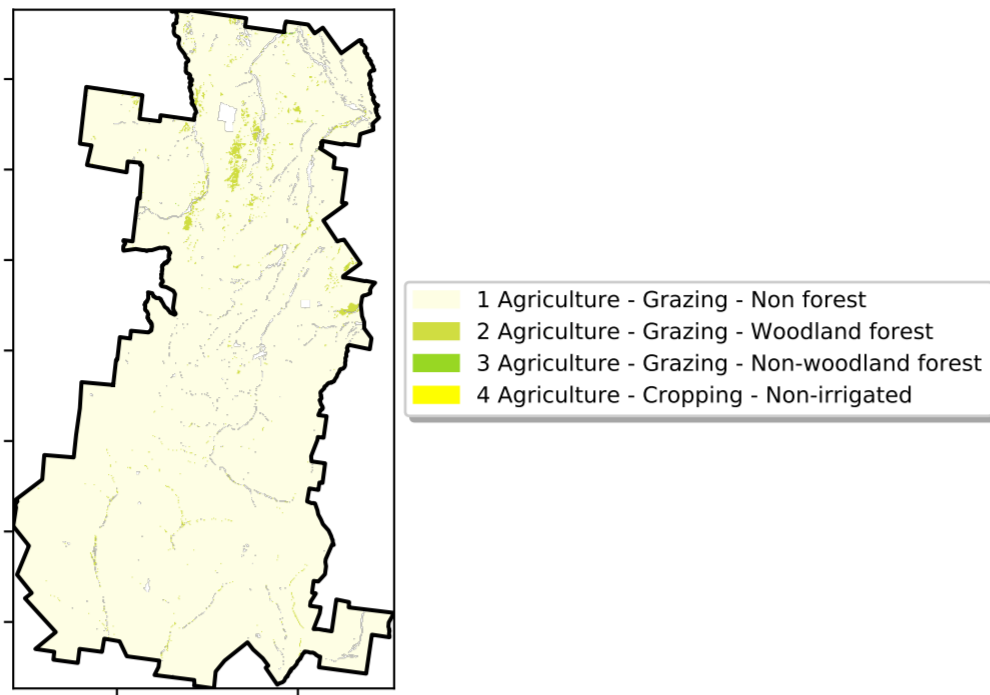 1 Agriculture - Grazing - Non forest
2 Agriculture - Grazing - Woodland forest
3 Agriculture - Grazing - Non-woodland forest
4 Agriculture - Cropping - Non-irrigated